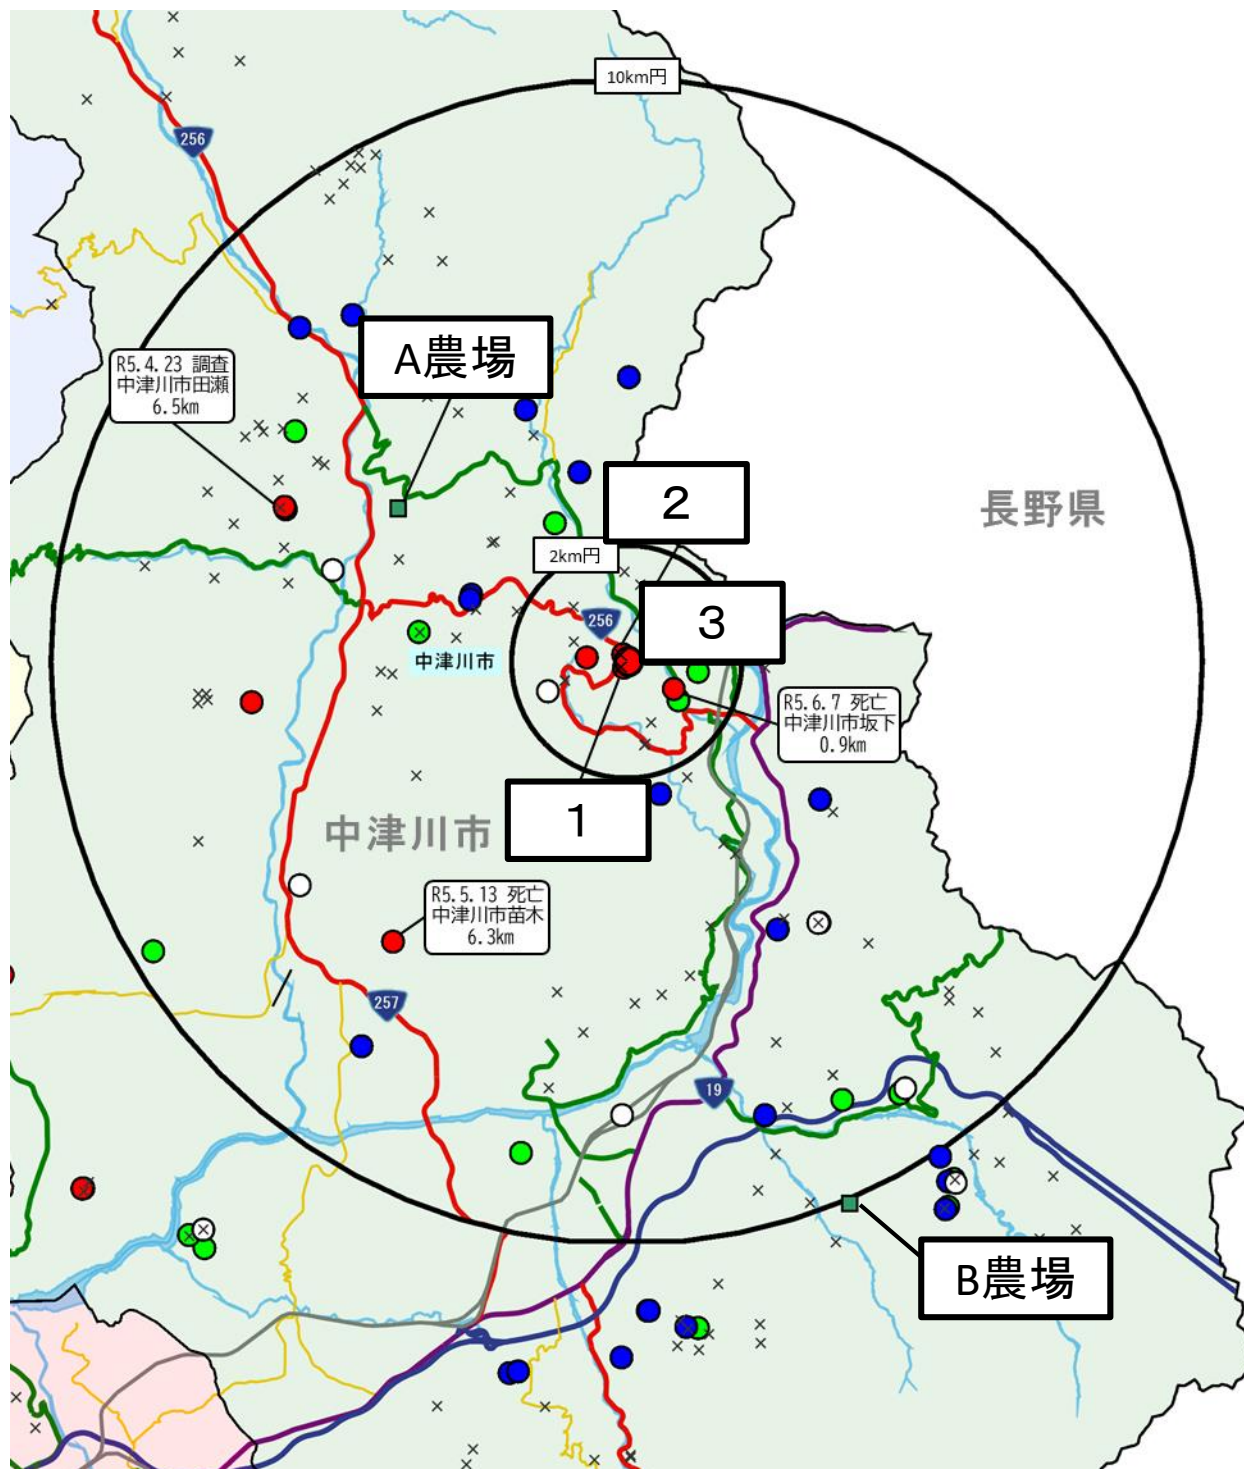 10km円
256
A農場
R5.4.23 調査
中津川市田瀬
6.5km
2
長野県
2km円
3
256
中津川市
R5.6.7 死亡
中津川市坂下
0.9km
1
中津川市
R5.5.13 死亡
中津川市苗木
6.3km
257
19
B農場